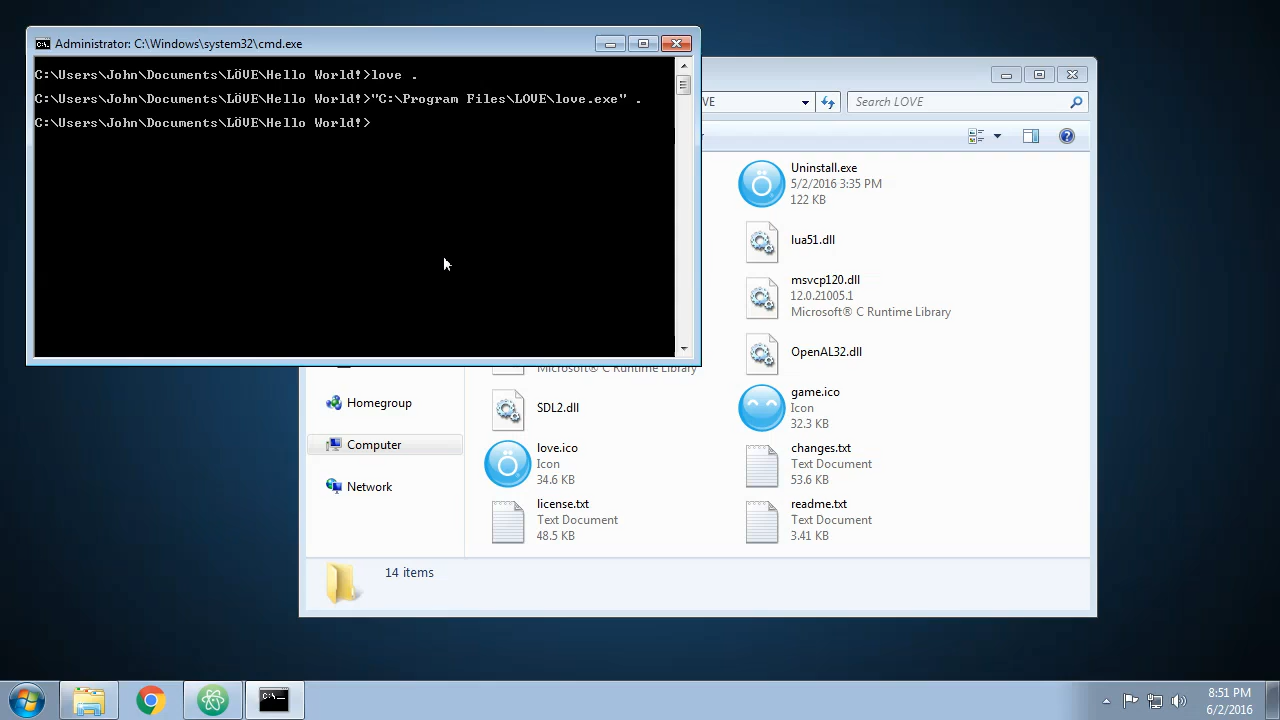 Administrator: C:\Windows\system32\cmd.exe
C:\Users\John\Documents\LÖVE\Hello World!>love .
C:\Users\John\Documents\LÖVE\Hello World!>"C:\Program Files\LOVE\love.exe" .
C:\Users\John\Documents\LÖVE\Hello World!>
VE
Search LOVE
Uninstall.exe
5/2/2016 3:35 PM
122 KB
lua51.dll
msvcp120.dll
12.0.21005.1
Microsoft® C Runtime Library
OpenAL32.dll
Microsoft® C Runtime Library
game.ico
Icon
32.3 KB
Homegroup
SDL2.dll
Computer
love.ico
Icon
34.6 KB
changes.txt
Text Document
53.6 KB
Network
license.txt
Text Document
48.5 KB
readme.txt
Text Document
3.41 KB
14 items
C:\_
8:51 PM
6/2/2016